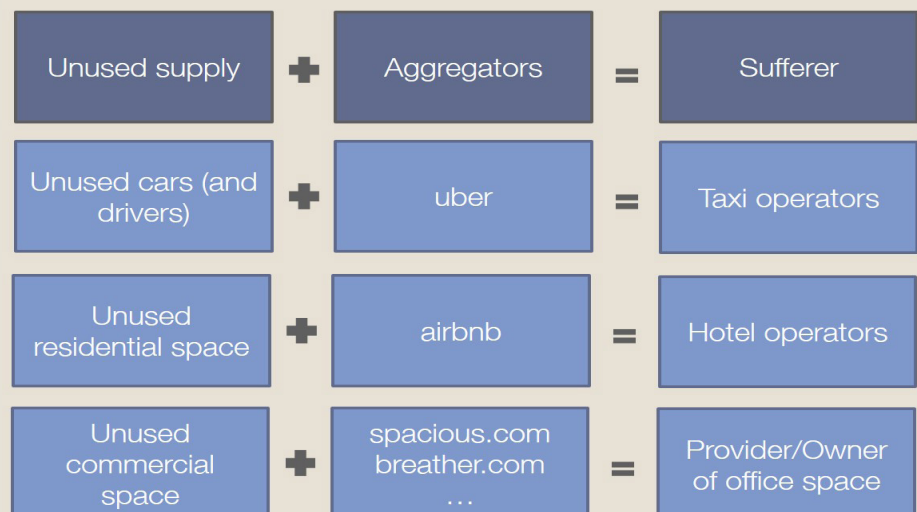 Unused supply + Aggregators = Sufferer
Unused cars (and
drivers) + uber = Taxi operators
Unused
residential space + airbnb = Hotel operators
Unused
commercial
space + spacious.com
breather.com
... = Provider/Owner
of office space